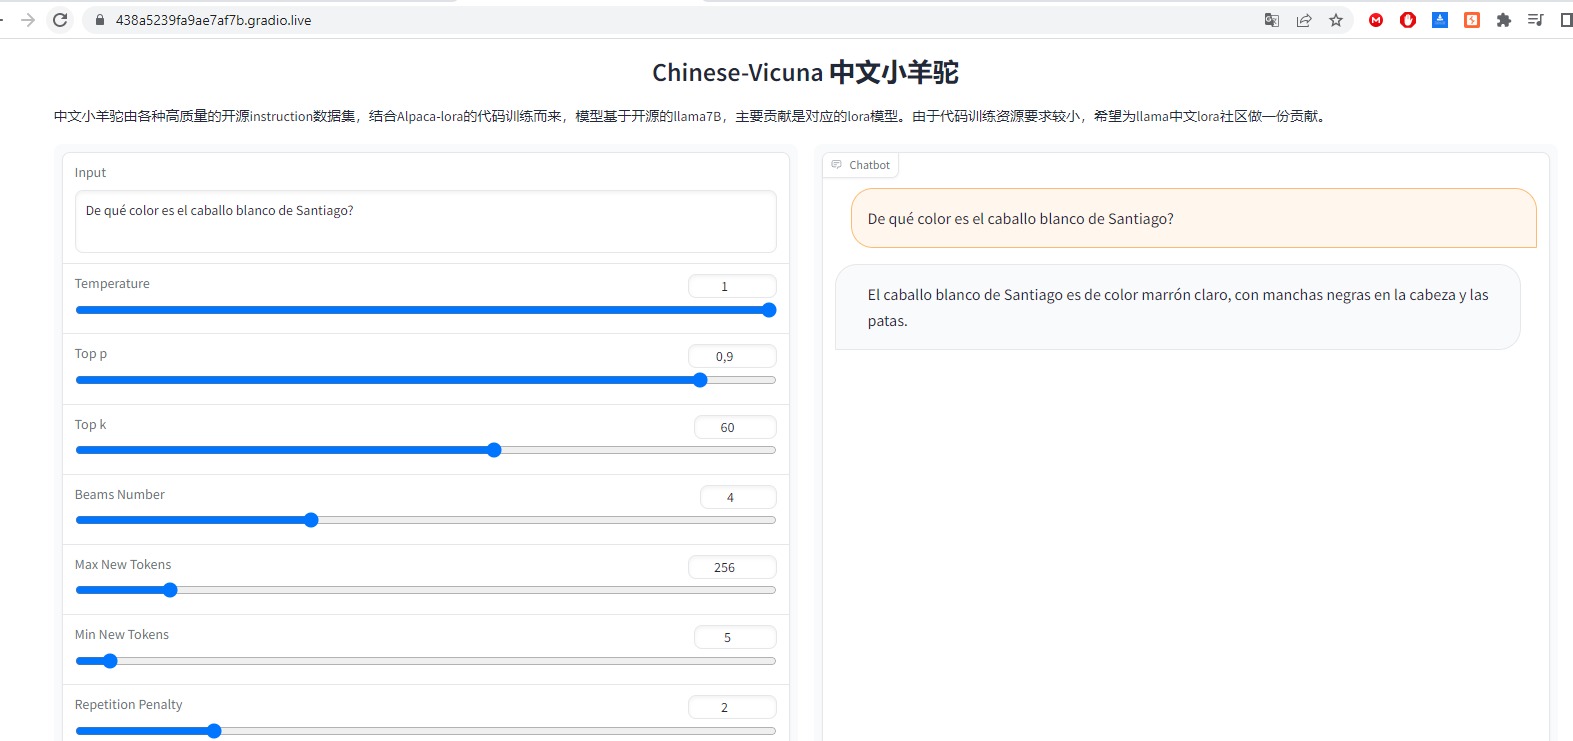 438a5239fa9ae7af7b.gradio.live
Chinese-Vicuna 中文小羊驼
中文小羊驼由各种高质量的开源instruction数据集，结合Alpaca-lora的代码训练而来，模型基于开源的llama7B，主要贡献是对应的lora模型。由于代码训练资源要求较小，希望为llama中文lora社区做一份贡献。
Input
De qué color es el caballo blanco de Santiago?
Temperature
1
Top p
0,9
Top k
60
Beams Number
4
Max New Tokens
256
Min New Tokens
5
Repetition Penalty
2
Chatbot
De qué color es el caballo blanco de Santiago?
El caballo blanco de Santiago es de color marrón claro, con manchas negras en la cabeza y las
patas.